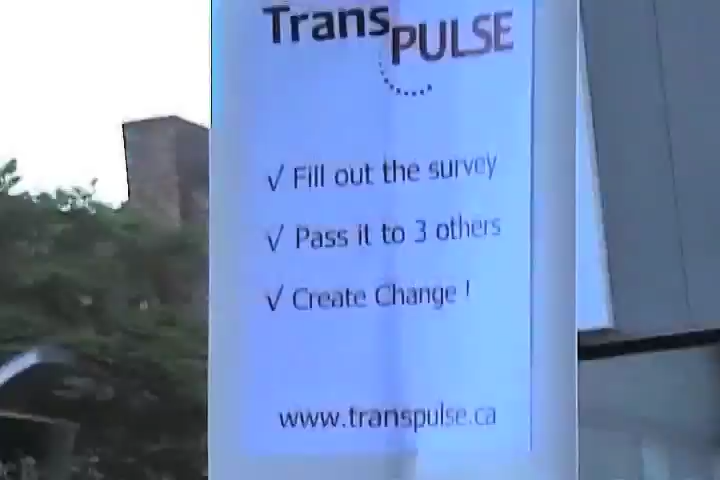 Trans PULSE
√ Fill out the survey
√ Pass it to 3 others
√ Create Change !
www.transpulse.ca